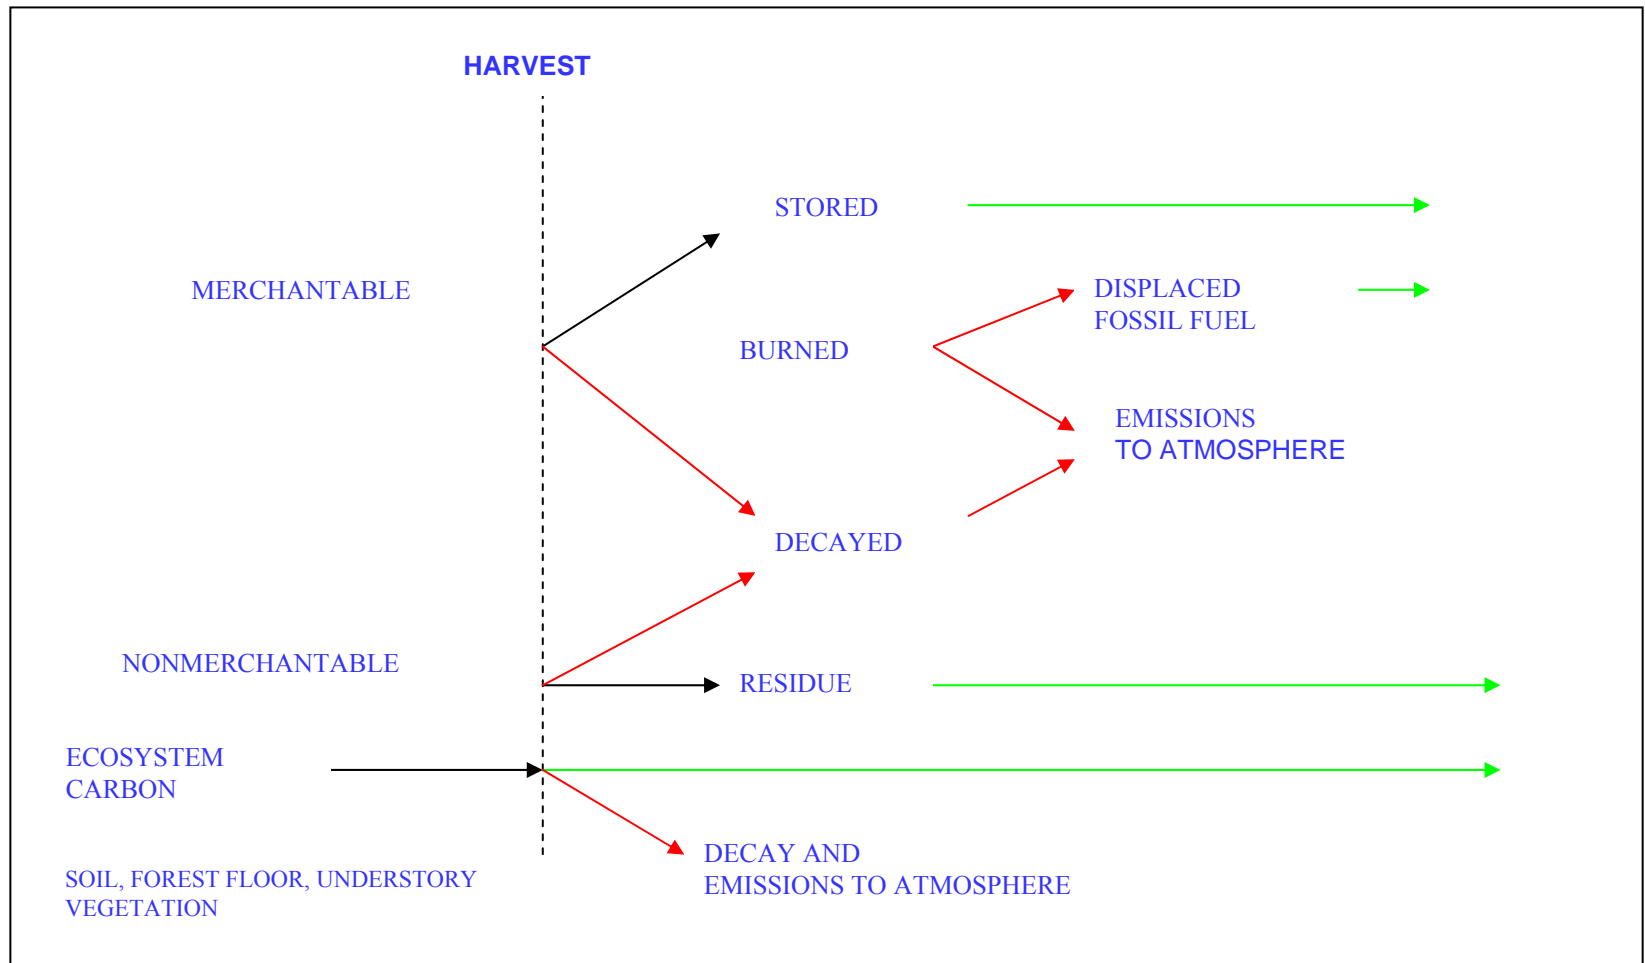 HARVEST
STORED
MERCHANTABLE
DISPLACED
FOSSIL FUEL
BURNED
EMISSIONS
TO ATMOSPHERE
DECAYED
NONMERCHANTABLE
RESIDUE
ECOSYSTEM
CARBON
DECAY AND
EMISSIONS TO ATMOSPHERE
SOIL, FOREST FLOOR, UNDERSTORY
VEGETATION